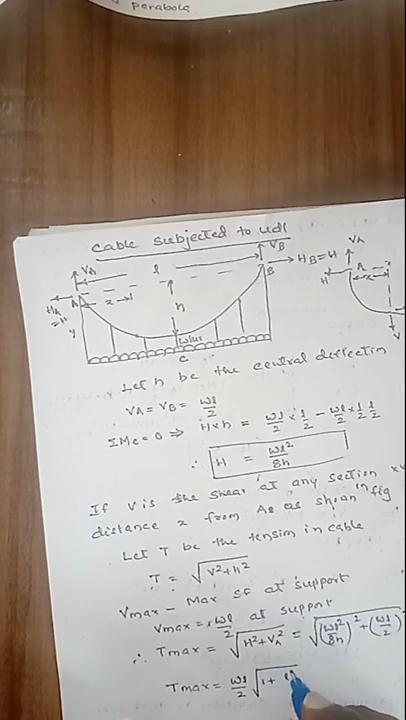 parabola
cable subjected to udl
VA
l
VB
B
HB=H
HA
=H
A
x
y
h
w/ur
C
VA
H
A
x
V
Let h be the central deflection
VA = VB = wl/2
ΣMc=0 ⇒ H×h = wl/2 × l/2 − wl/2 × 1/2 l/2
∴ H = wl²/8h
If V is the shear at any section
distance x from A as shown in fig
Let T be the tension in cable
T = √V²+H²
Vmax - Max SF at support
Vmax = wl/2 at support
∴ Tmax = √H²+VA² = √(wl²/8h)²+(wl/2)²
Tmax = wl/2 √1+